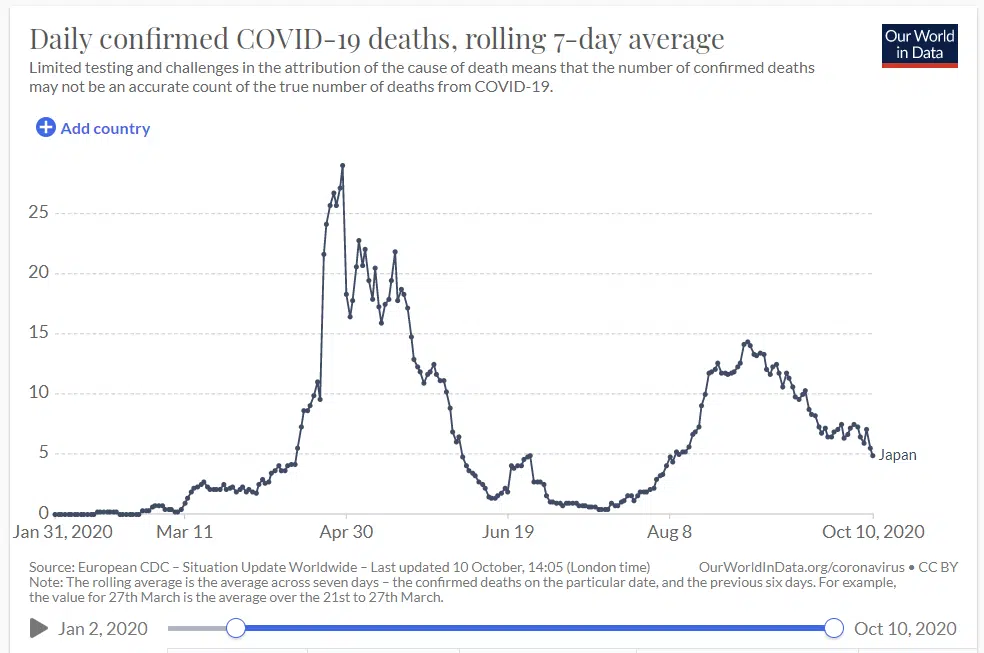 Daily confirmed COVID-19 deaths, rolling 7-day average
Our World
in Data
Limited testing and challenges in the attribution of the cause of death means that the number of confirmed deaths
may not be an accurate count of the true number of deaths from COVID-19.
Add country
25
20
15
10
5
0
Japan
Jan 31, 2020
Mar 11
Apr 30
Jun 19
Aug 8
Oct 10, 2020
Source: European CDC – Situation Update Worldwide – Last updated 10 October, 14:05 (London time)
OurWorldInData.org/coronavirus • CC BY
Note: The rolling average is the average across seven days – the confirmed deaths on the particular date, and the previous six days. For example,
the value for 27th March is the average over the 21st to 27th March.
Jan 2, 2020
Oct 10, 2020